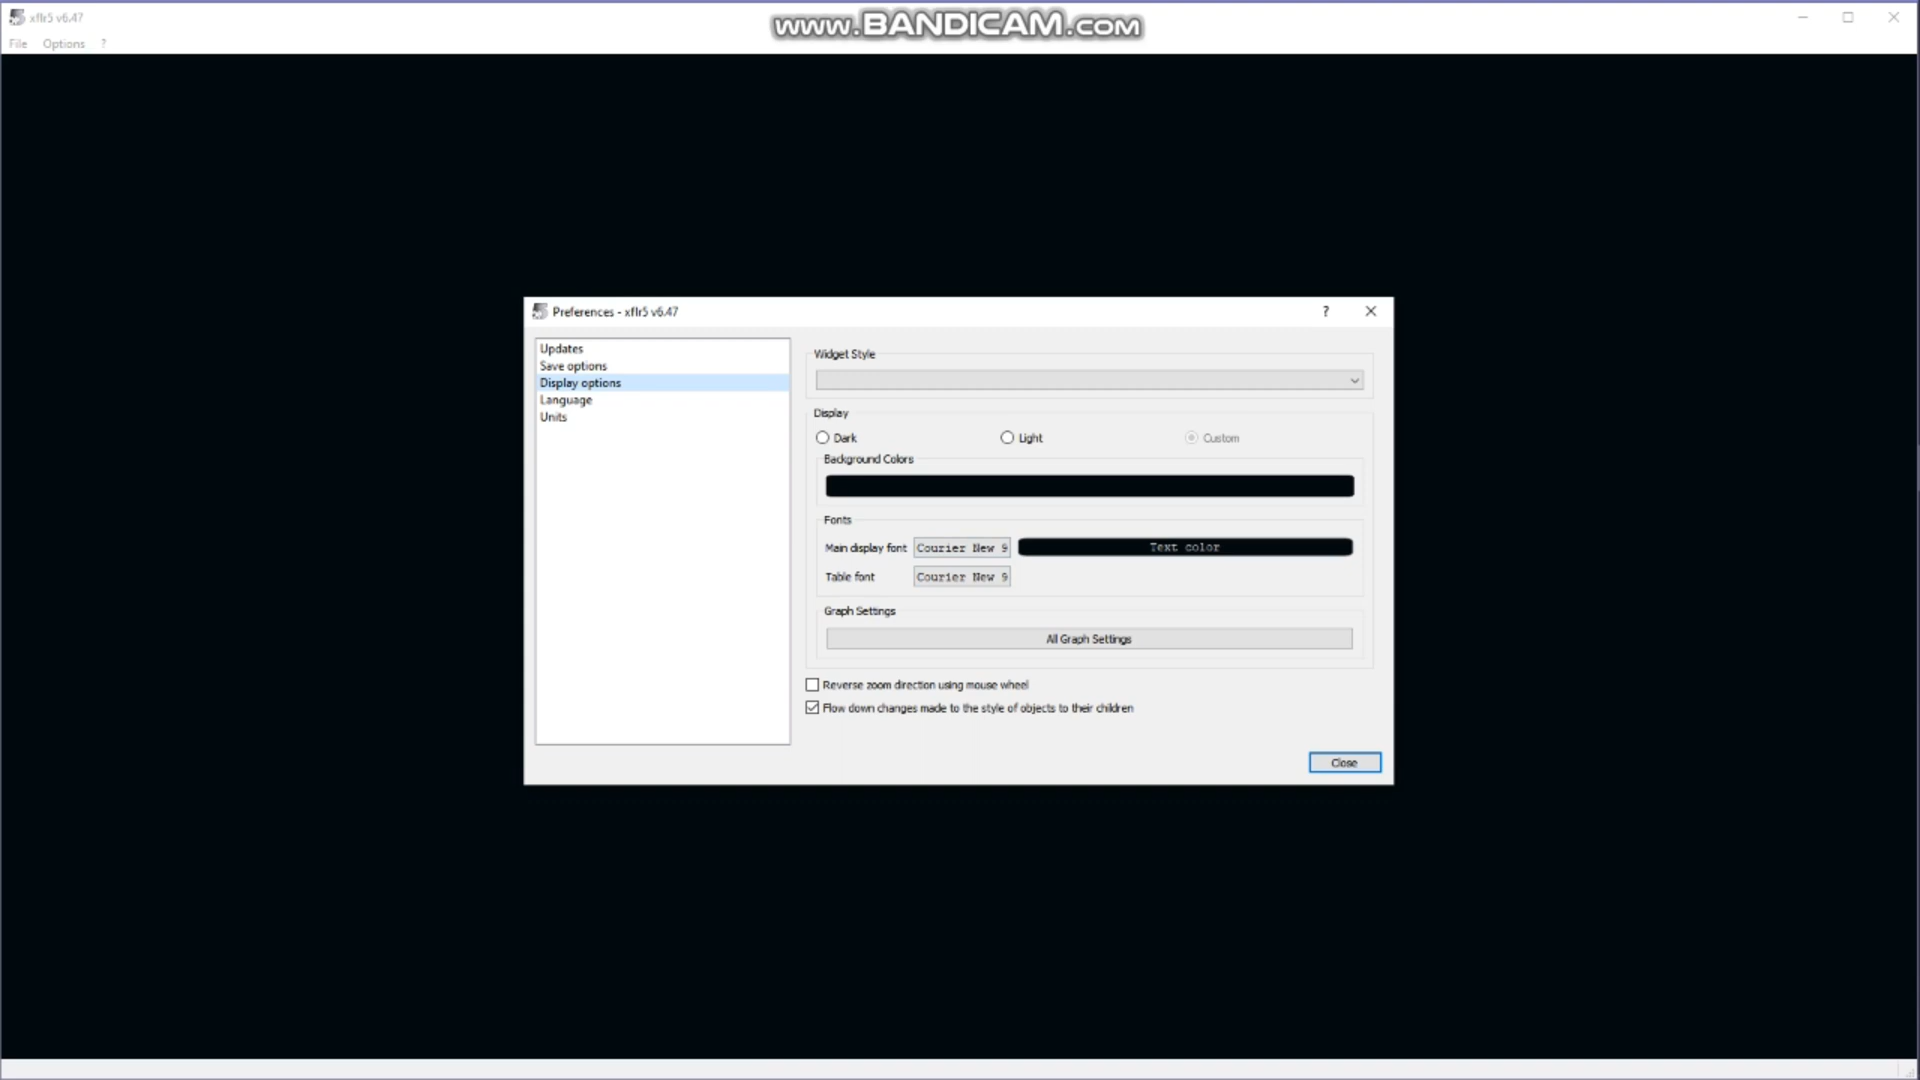 xflr5 v6.47
www.BANDICAM.com
File Options ?
Preferences - xflr5 v6.47
?
Updates
Save options
Display options
Language
Units
Widget Style
Display
Dark
Light
Custom
Background Colors
Fonts
Main display font
Courier New 9
Text color
Table font
Courier New 9
Graph Settings
All Graph Settings
Reverse zoom direction using mouse wheel
Flow down changes made to the style of objects to their children
Close